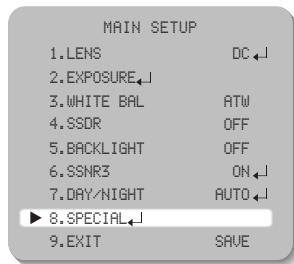 MAIN SETUP
1.LENS DC↵
2.EXPOSURE↵
3.WHITE BAL ATW
4.SSDR OFF
5.BACKLIGHT OFF
6.SSNR3 ON↵
7.DAY/NIGHT AUTO↵
▶ 8.SPECIAL↵
9.EXIT SAVE